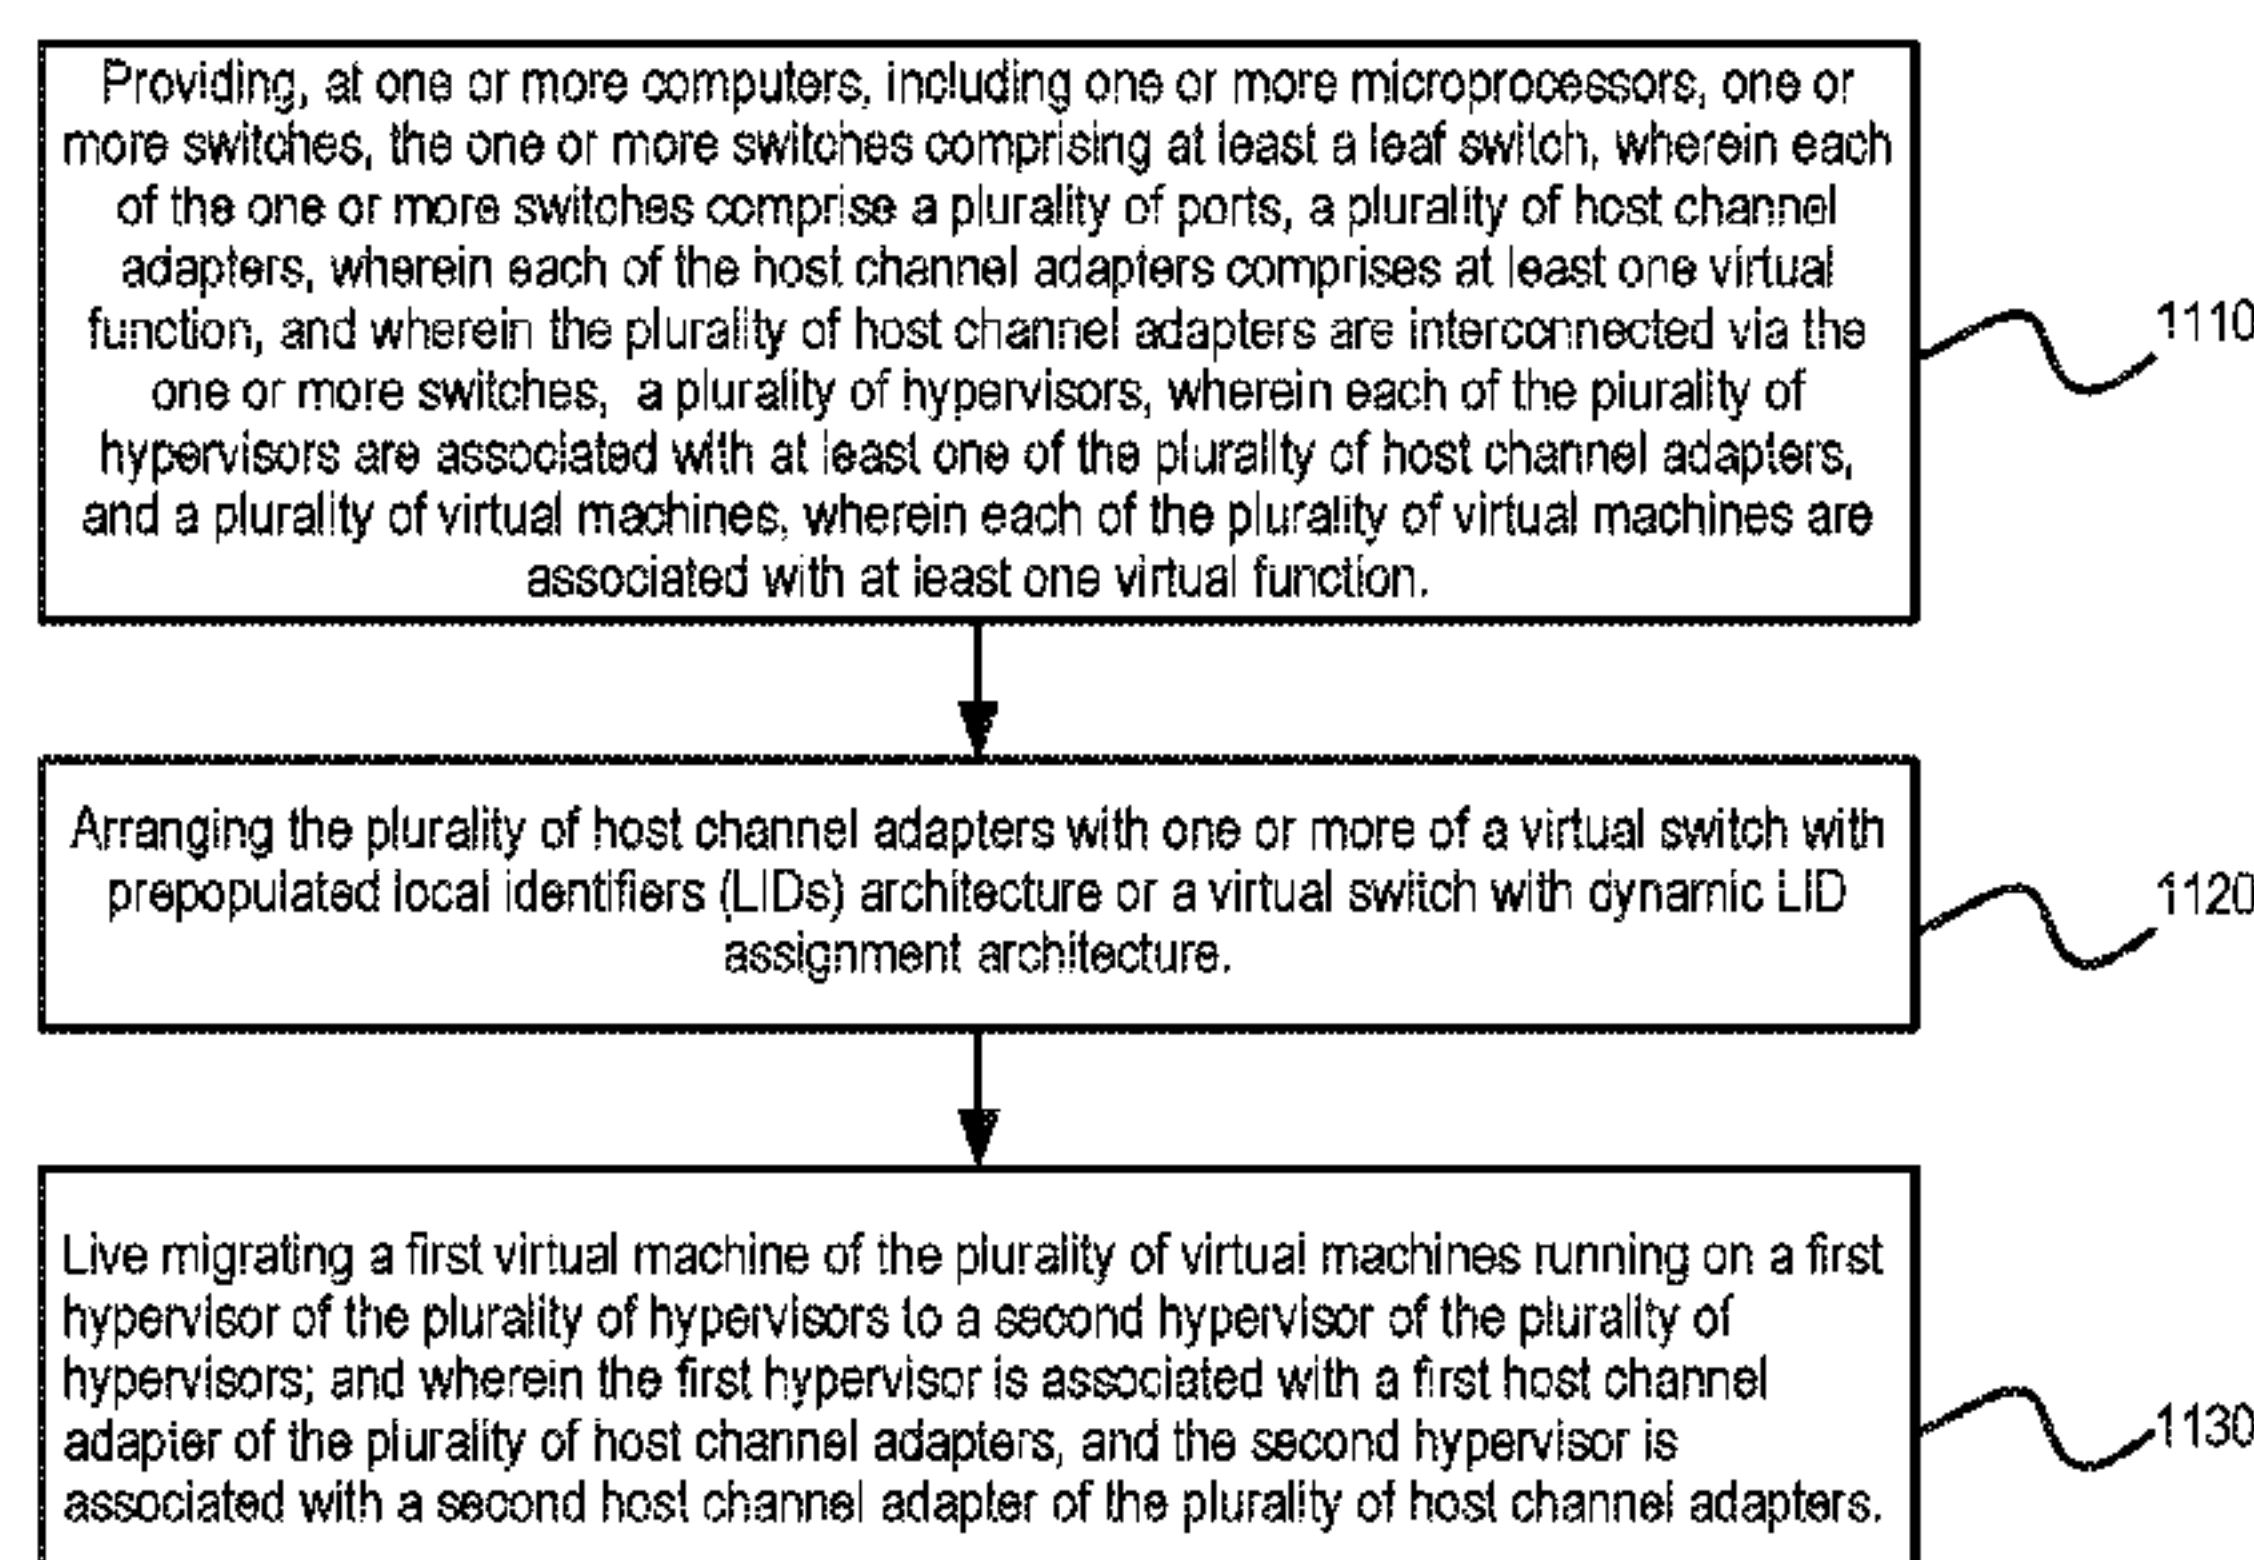 Providing, at one or more computers, including one or more microprocessors, one or
more switches, the one or more switches comprising at least a leaf switch, wherein each
of the one or more switches comprise a plurality of ports, a plurality of host channel
adapters, wherein each of the host channel adapters comprises at least one virtual
function, and wherein the plurality of host channel adapters are interconnected via the
one or more switches, a plurality of hypervisors, wherein each of the plurality of
hypervisors are associated with at least one of the plurality of host channel adapters,
and a plurality of virtual machines, wherein each of the plurality of virtual machines are
associated with at least one virtual function.
1110
Arranging the plurality of host channel adapters with one or more of a virtual switch with
prepopulated local identifiers (LIDs) architecture or a virtual switch with dynamic LID
assignment architecture.
1120
Live migrating a first virtual machine of the plurality of virtual machines running on a first
hypervisor of the plurality of hypervisors to a second hypervisor of the plurality of
hypervisors; and wherein the first hypervisor is associated with a first host channel
adapter of the plurality of host channel adapters, and the second hypervisor is
associated with a second host channel adapter of the plurality of host channel adapters.
1130